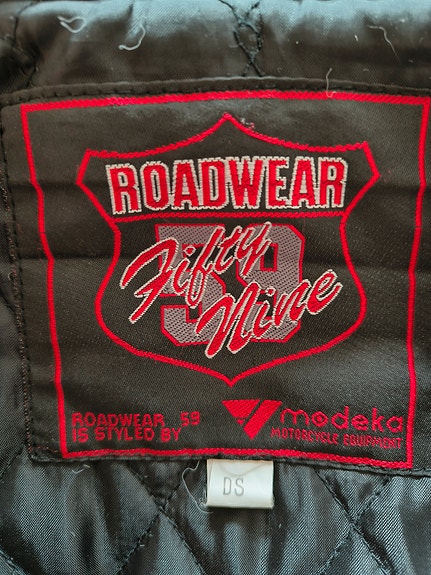 ROADWEAR
59
Fifty
Nine
ROADWEAR 59
IS STYLED BY
modeka
MOTORCYCLE EQUIPMENT
DS